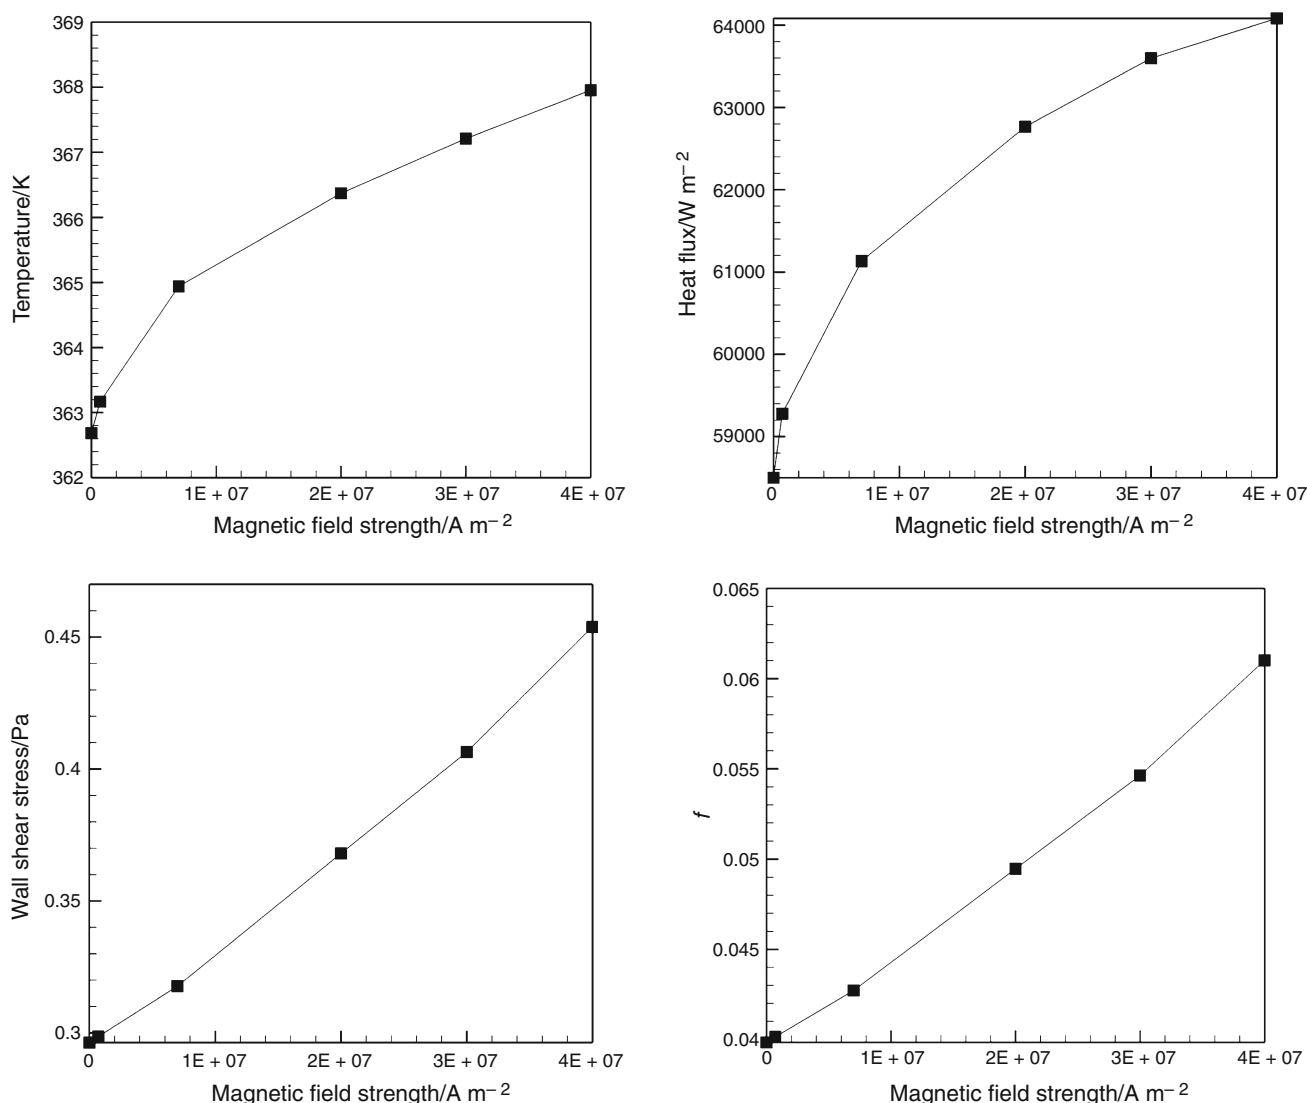 369
368
367
366
365
364
363
362
Temperature/K
0 1E + 07 2E + 07 3E + 07 4E + 07
Magnetic field strength/A m⁻²
64000
63000
62000
61000
60000
59000
Heat flux/W m⁻²
0 1E + 07 2E + 07 3E + 07 4E + 07
Magnetic field strength/A m⁻²
0.45
0.4
0.35
0.3
Wall shear stress/Pa
0 1E + 07 2E + 07 3E + 07 4E + 07
Magnetic field strength/A m⁻²
0.065
0.06
0.055
0.05
0.045
0.04
f
0 1E + 07 2E + 07 3E + 07 4E + 07
Magnetic field strength/A m⁻²